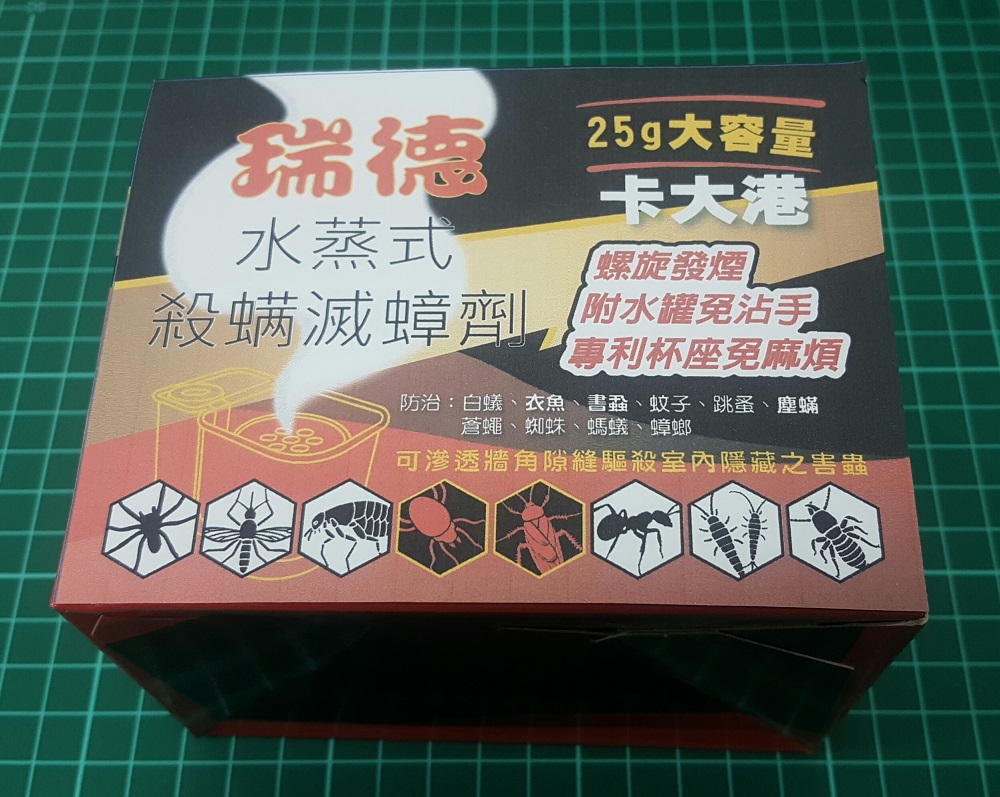 瑞德
水蒸式
殺螨滅蟑劑
25g大容量
卡大港
螺旋發煙
附水罐免沾手
專利杯座免麻煩
防治：白蟻、衣魚、書蝨、蚊子、跳蚤、塵蟎
蒼蠅、蜘蛛、螞蟻、蟑螂
可滲透牆角隙縫驅殺室內隱藏之害蟲